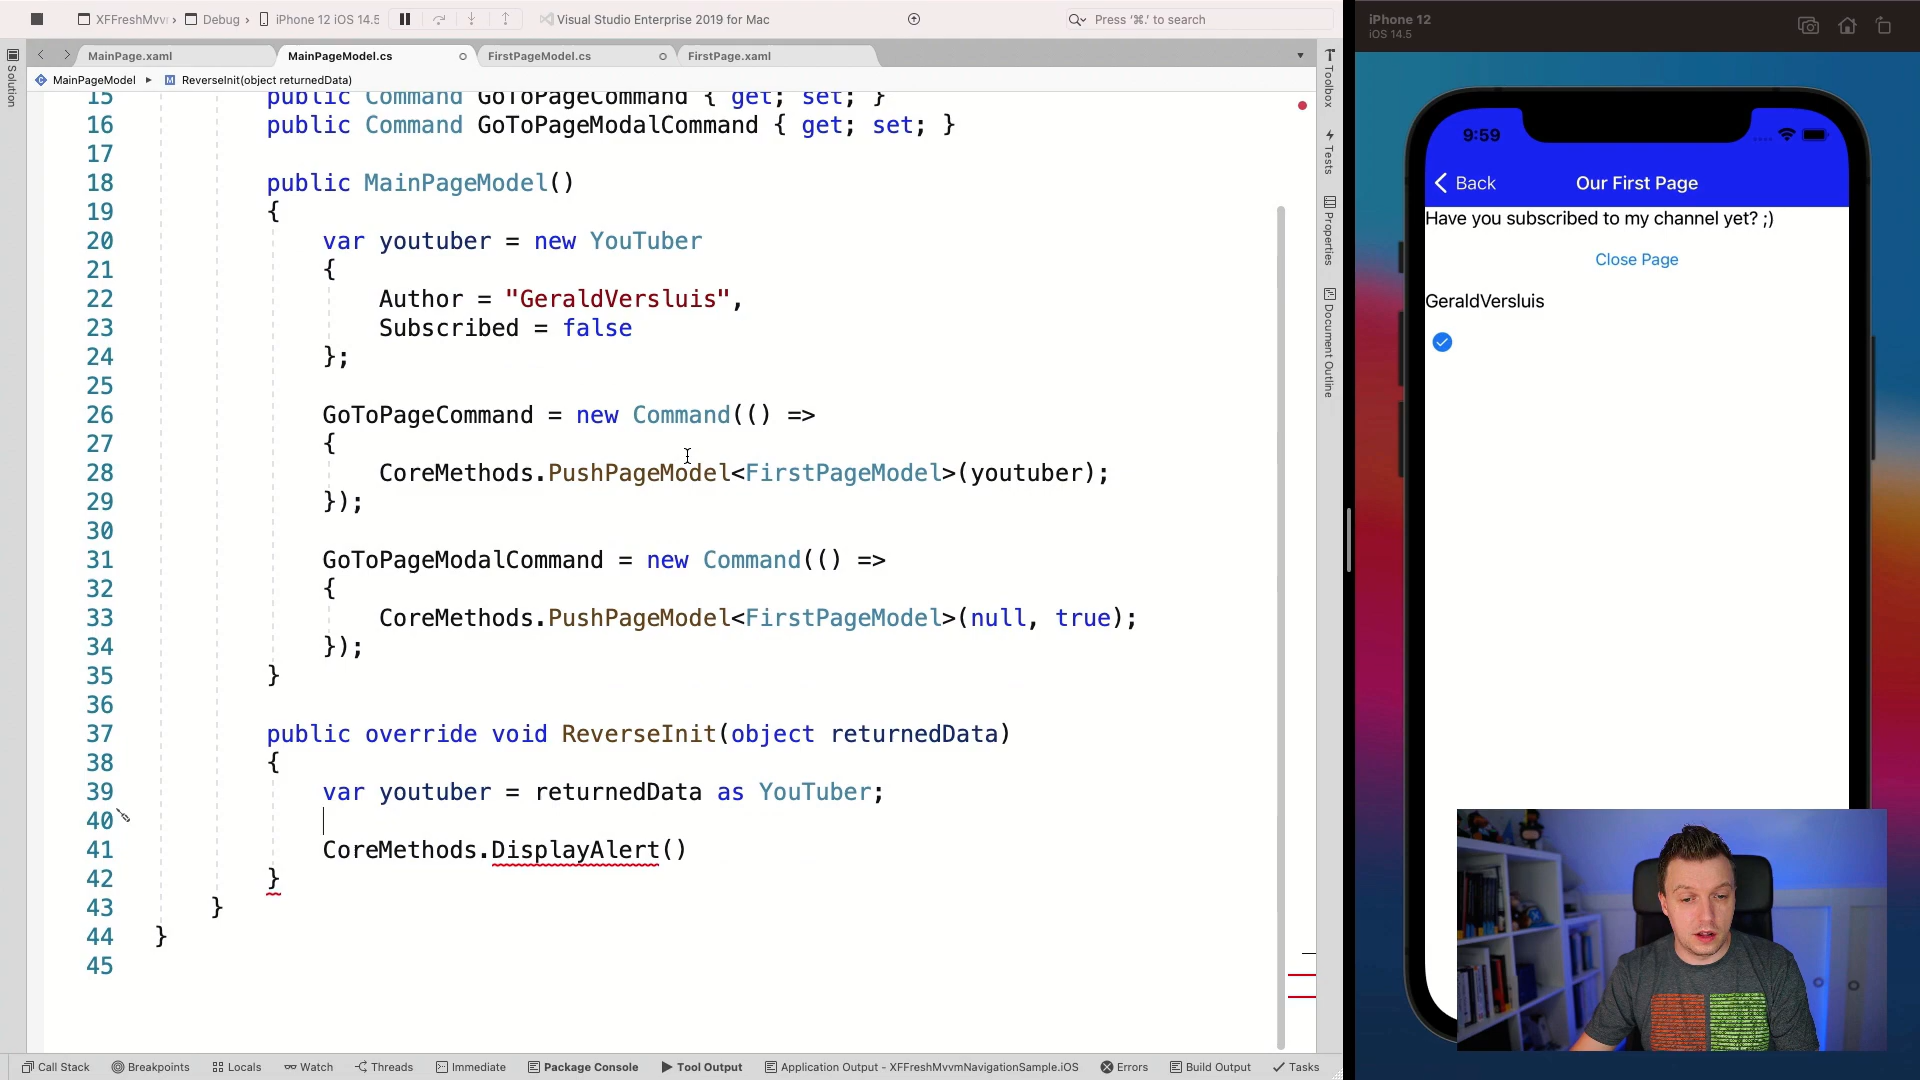 XFFreshMvvm
Debug
iPhone 12 iOS 14.5
Visual Studio Enterprise 2019 for Mac
Press '⌘.' to search
Solution
MainPage.xaml
MainPageModel.cs
FirstPageModel.cs
FirstPage.xaml
MainPageModel
ReverseInit(object returnedData)
15 public Command GoToPageCommand { get; set; }
16 public Command GoToPageModalCommand { get; set; }
17
18 public MainPageModel()
19 {
20 var youtuber = new YouTuber
21 {
22 Author = "GeraldVersluis",
23 Subscribed = false
24 };
25
26 GoToPageCommand = new Command(() =>
27 {
28 CoreMethods.PushPageModel<FirstPageModel>(youtuber);
29 });
30
31 GoToPageModalCommand = new Command(() =>
32 {
33 CoreMethods.PushPageModel<FirstPageModel>(null, true);
34 });
35 }
36
37 public override void ReverseInit(object returnedData)
38 {
39 var youtuber = returnedData as YouTuber;
40
41 CoreMethods.DisplayAlert()
42 }
43 }
44 }
45
Toolbox
Tests
Properties
Document Outline
Call Stack
Breakpoints
Locals
Watch
Threads
Immediate
Package Console
Tool Output
Application Output - XFFreshMvvmNavigationSample.iOS
Errors
Build Output
Tasks
iPhone 12
iOS 14.5
9:59
Back
Our First Page
Have you subscribed to my channel yet? ;)
Close Page
GeraldVersluis